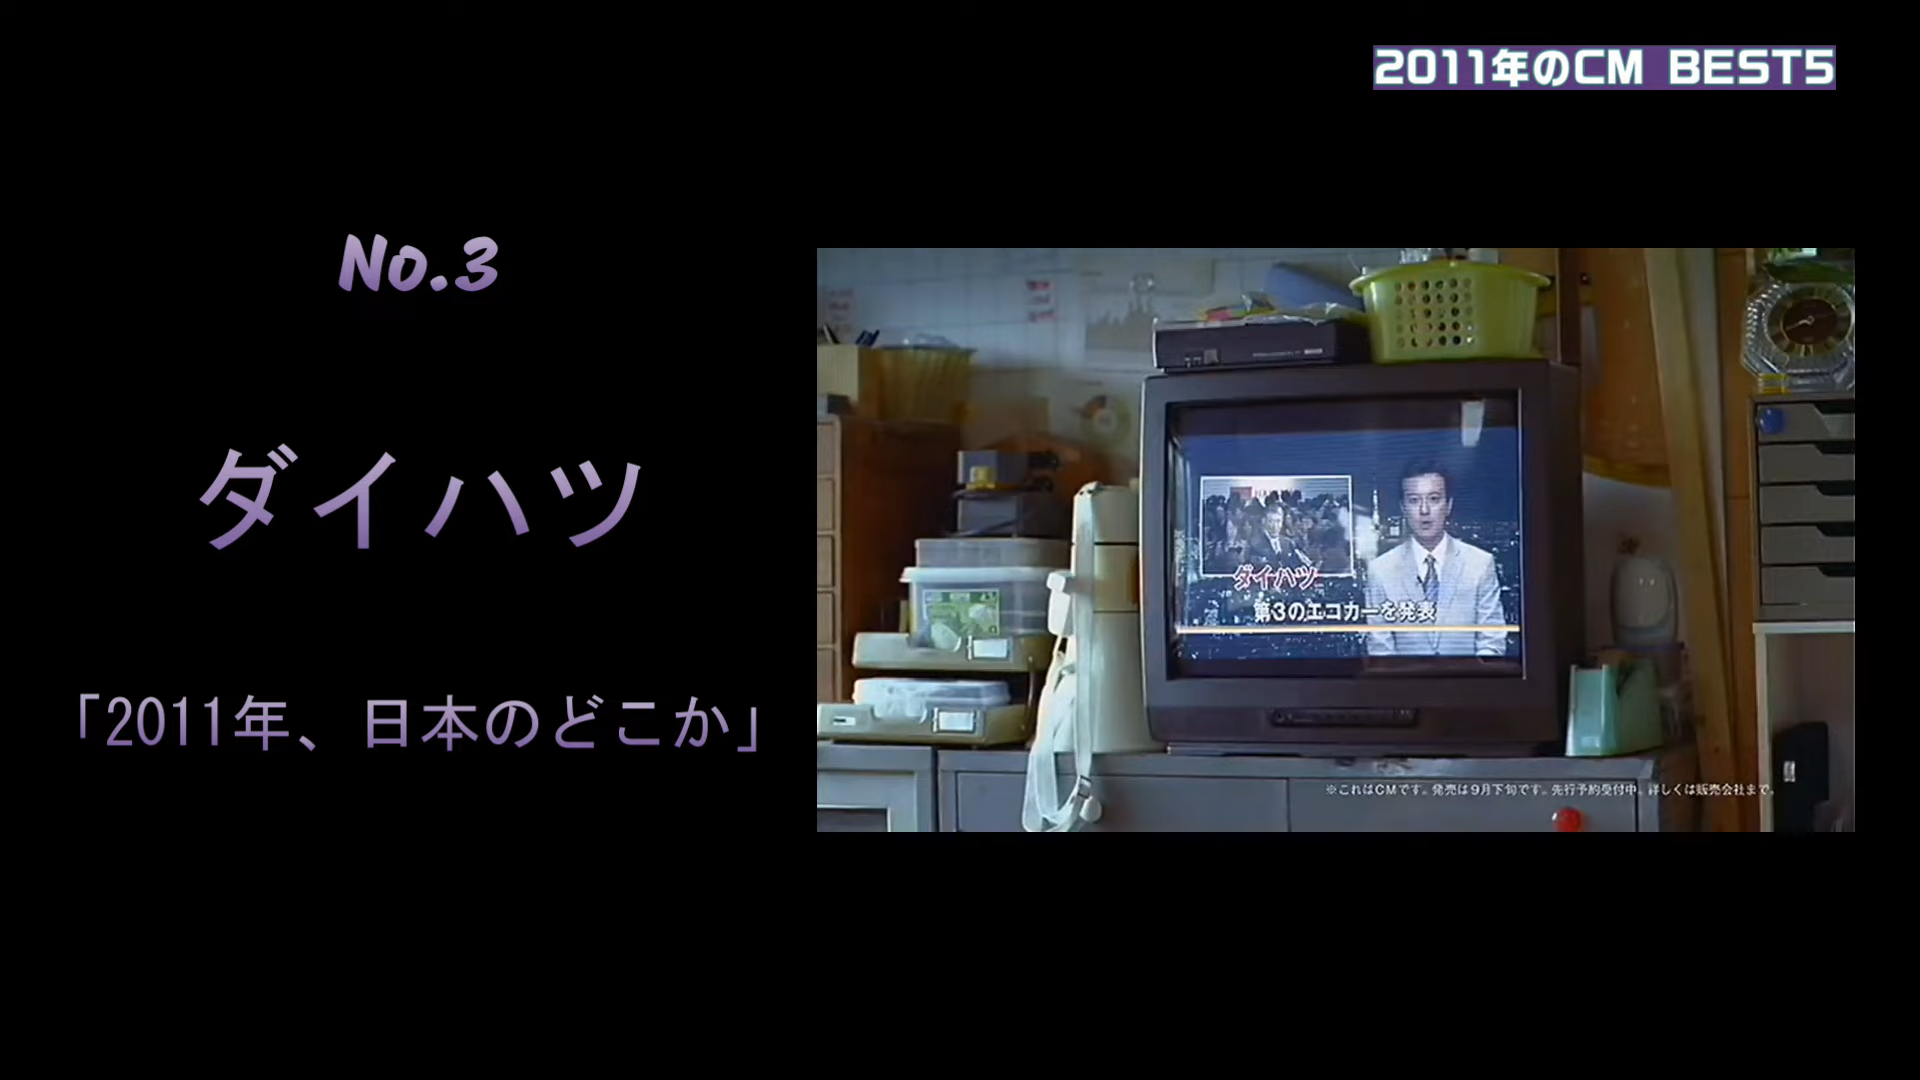 2011年のCM BEST5
No.3
ダイハツ
「2011年、日本のどこか」
ダイハツ
第3のエコカーを発表
※これはCMです。発売は9月下旬です。先行予約受付中。詳しくは販売会社まで。